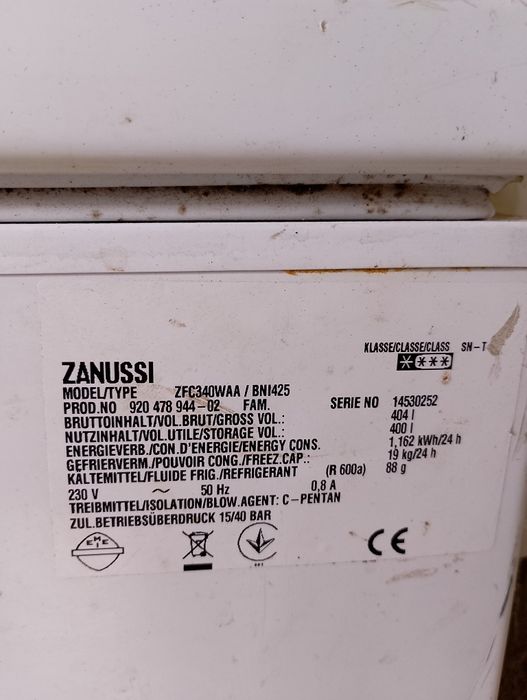 KLASSE/CLASSE/CLASS SN-T
ZANUSSI
MODEL/TYPE ZFC340WAA / BNI425
PROD.NO 920 478 944-02 FAM. SERIE NO 14530252
BRUTTOINHALT/VOL.BRUT/GROSS VOL.: 404 l
NUTZINHALT/VOL.UTILE/STORAGE VOL.: 400 l
ENERGIEVERB./CON.D'ENERGIE/ENERGY CONS. 1,162 kWh/24 h
GEFRIERVERM./POUVOIR CONG./FREEZ.CAP.: 19 kg/24 h
KÄLTEMITTEL/FLUIDE FRIG./REFRIGERANT (R 600a) 88 g
230 V ~ 50 Hz 0,8 A
TREIBMITTEL/ISOLATION/BLOW.AGENT: C-PENTAN
ZUL.BETRIEBSÜBERDRUCK 15/40 BAR
CE